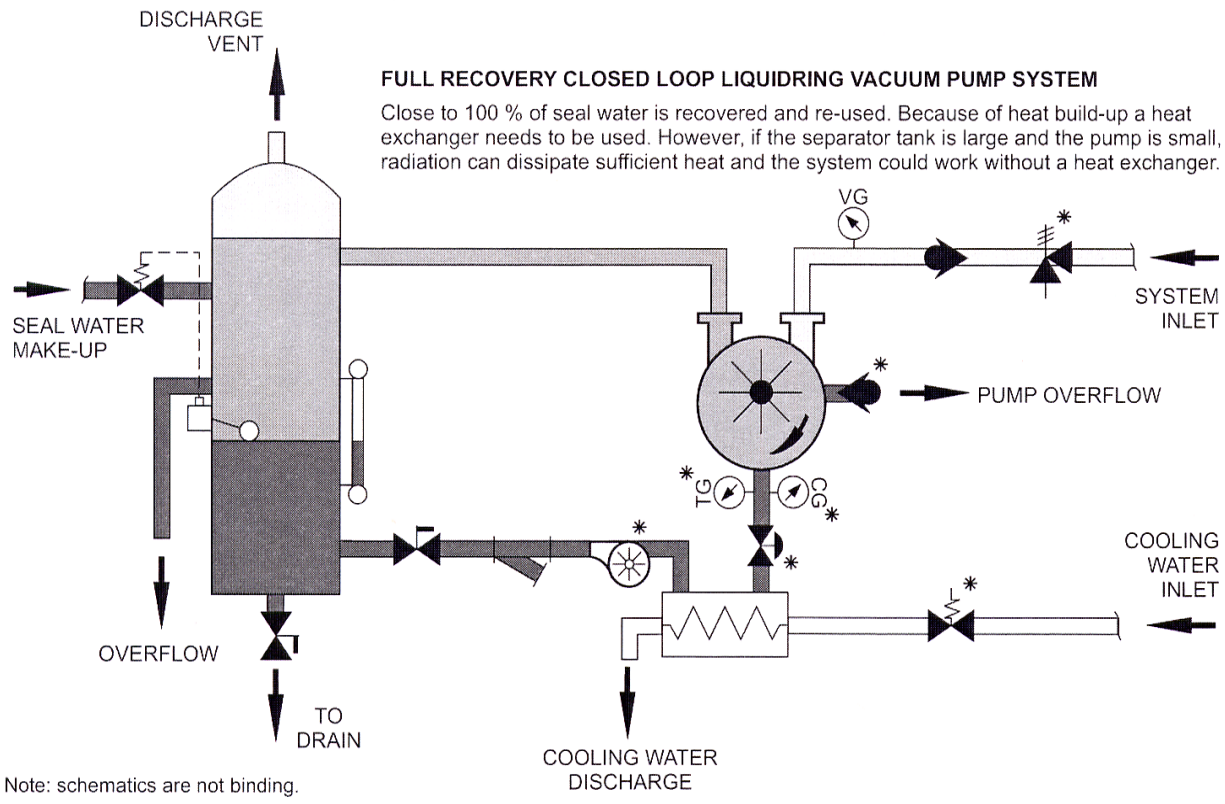 DISCHARGE
VENT
FULL RECOVERY CLOSED LOOP LIQUIDRING VACUUM PUMP SYSTEM
Close to 100 % of seal water is recovered and re-used. Because of heat build-up a heat
exchanger needs to be used. However, if the separator tank is large and the pump is small,
radiation can dissipate sufficient heat and the system could work without a heat exchanger.
VG
*
SYSTEM
INLET
SEAL WATER
MAKE-UP
*
PUMP OVERFLOW
*
TG
CG
*
*
*
COOLING
WATER
INLET
*
OVERFLOW
TO
DRAIN
COOLING WATER
DISCHARGE
Note: schematics are not binding.